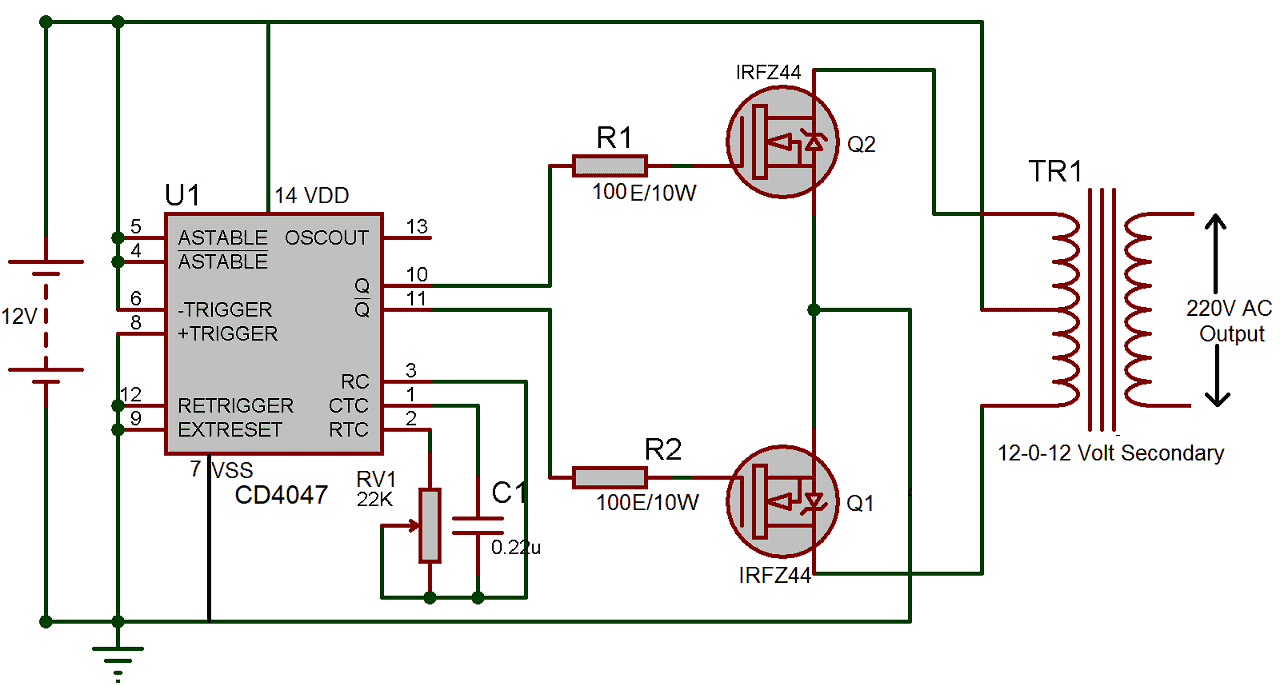 IRFZ44
Q2
R1
100E/10W
TR1
U1
14 VDD
5
ASTABLE
OSCOUT
13
4
ASTABLE
Q
10
Q
11
6
-TRIGGER
8
+TRIGGER
12V
220V AC
Output
RC
3
12
RETRIGGER
CTC
1
9
EXTRESET
RTC
2
7
VSS
CD4047
RV1
22K
C1
0.22u
R2
100E/10W
Q1
IRFZ44
12-0-12 Volt Secondary